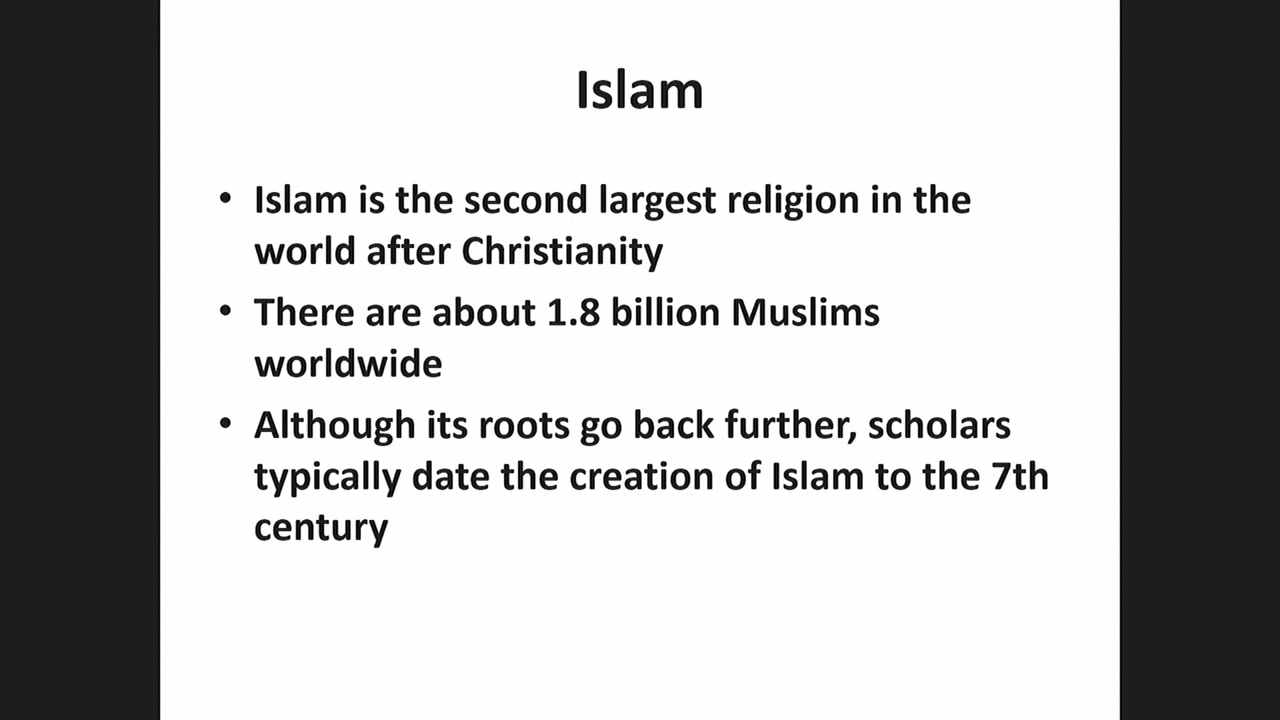 Islam
• Islam is the second largest religion in the
world after Christianity
• There are about 1.8 billion Muslims
worldwide
• Although its roots go back further, scholars
typically date the creation of Islam to the 7th
century